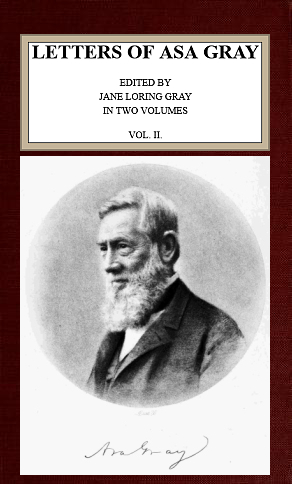 LETTERS OF ASA GRAY
EDITED BY
JANE LORING GRAY
IN TWO VOLUMES
VOL. II.
Asa Gray